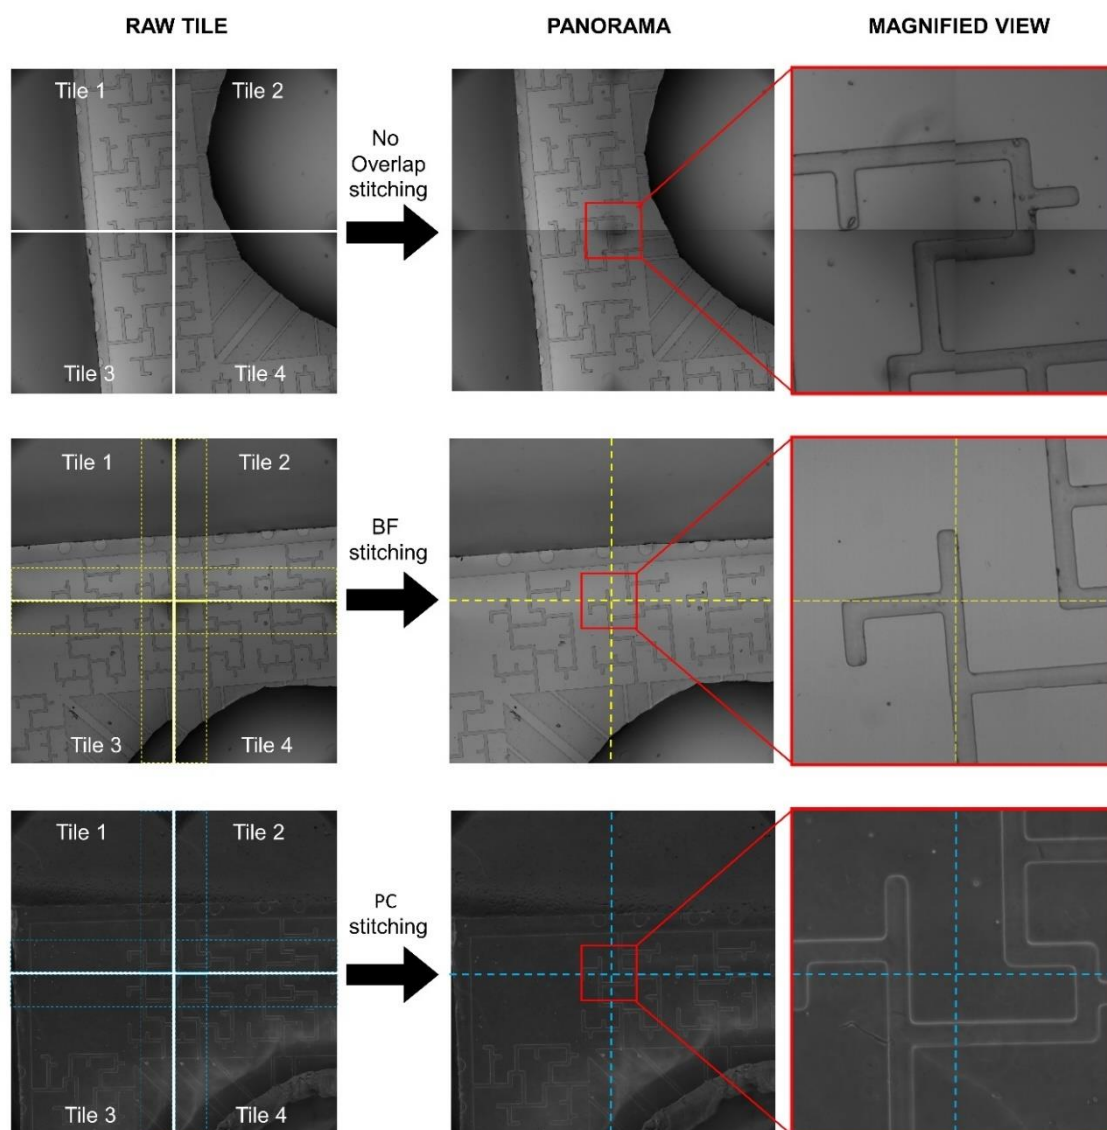 RAW TILE
PANORAMA
MAGNIFIED VIEW
Tile 1
Tile 2
Tile 3
Tile 4
No
Overlap
stitching
Tile 1
Tile 2
Tile 3
Tile 4
BF
stitching
Tile 1
Tile 2
Tile 3
Tile 4
PC
stitching